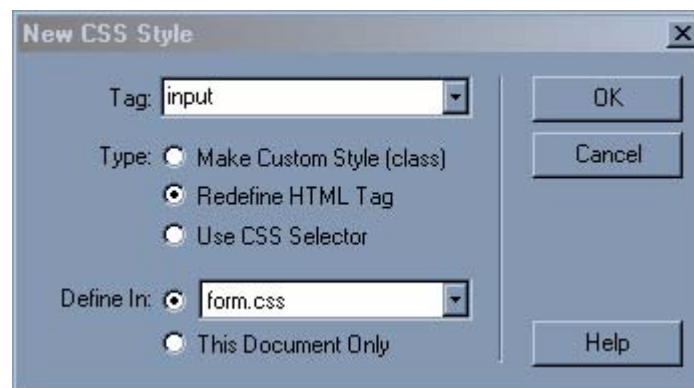 New CSS Style
Tag: input
OK
Type: Make Custom Style (class)
Cancel
Redefine HTML Tag
Use CSS Selector
Define In: form.css
This Document Only
Help